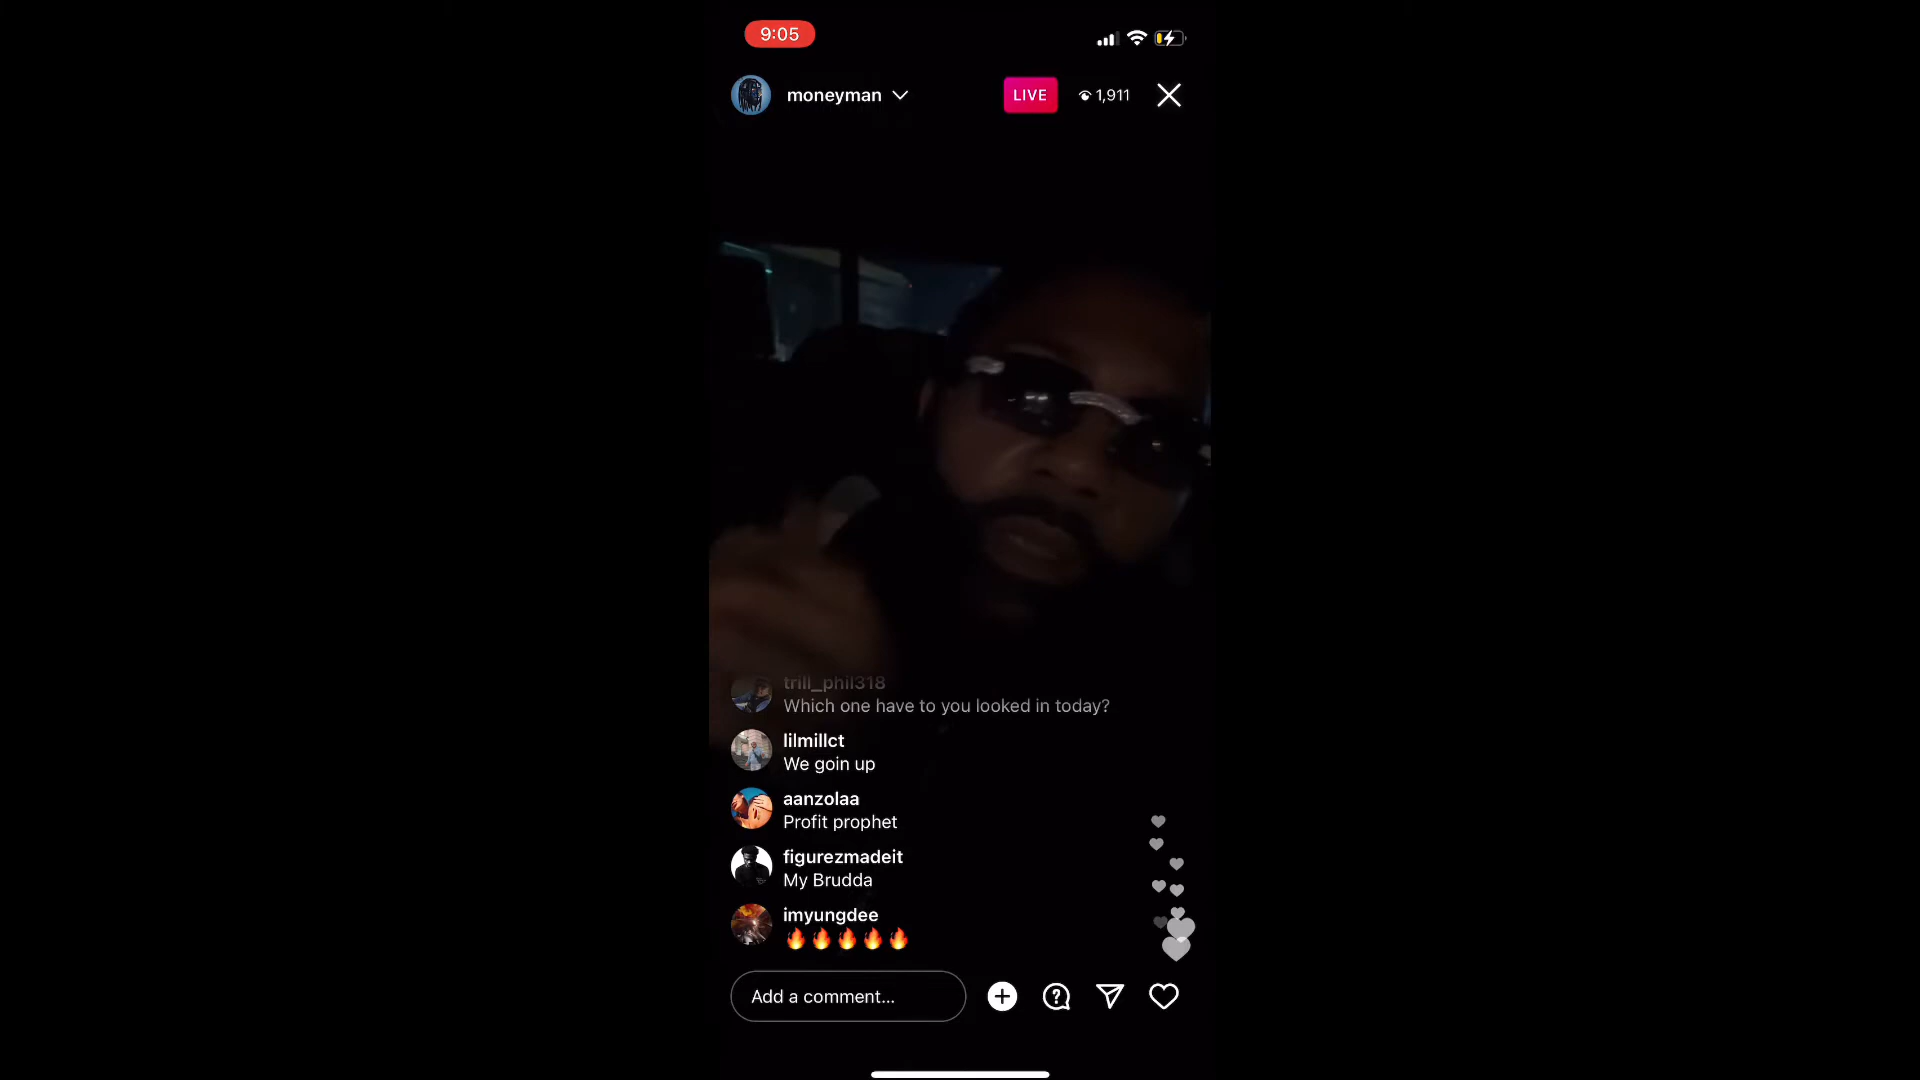 9:05
moneyman
LIVE
1,911
trill_phil318
Which one have to you looked in today?
lilmillct
We goin up
aanzolaa
Profit prophet
figurezmadeit
My Brudda
imyungdee
🔥🔥🔥🔥🔥
Add a comment...